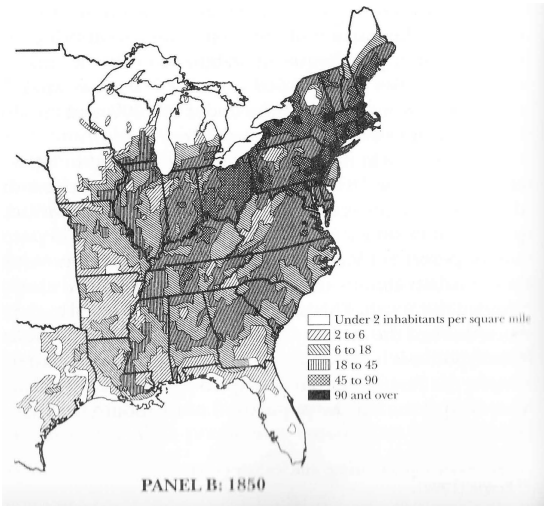 Under 2 inhabitants per square mile
2 to 6
6 to 18
18 to 45
45 to 90
90 and over
PANEL B: 1850